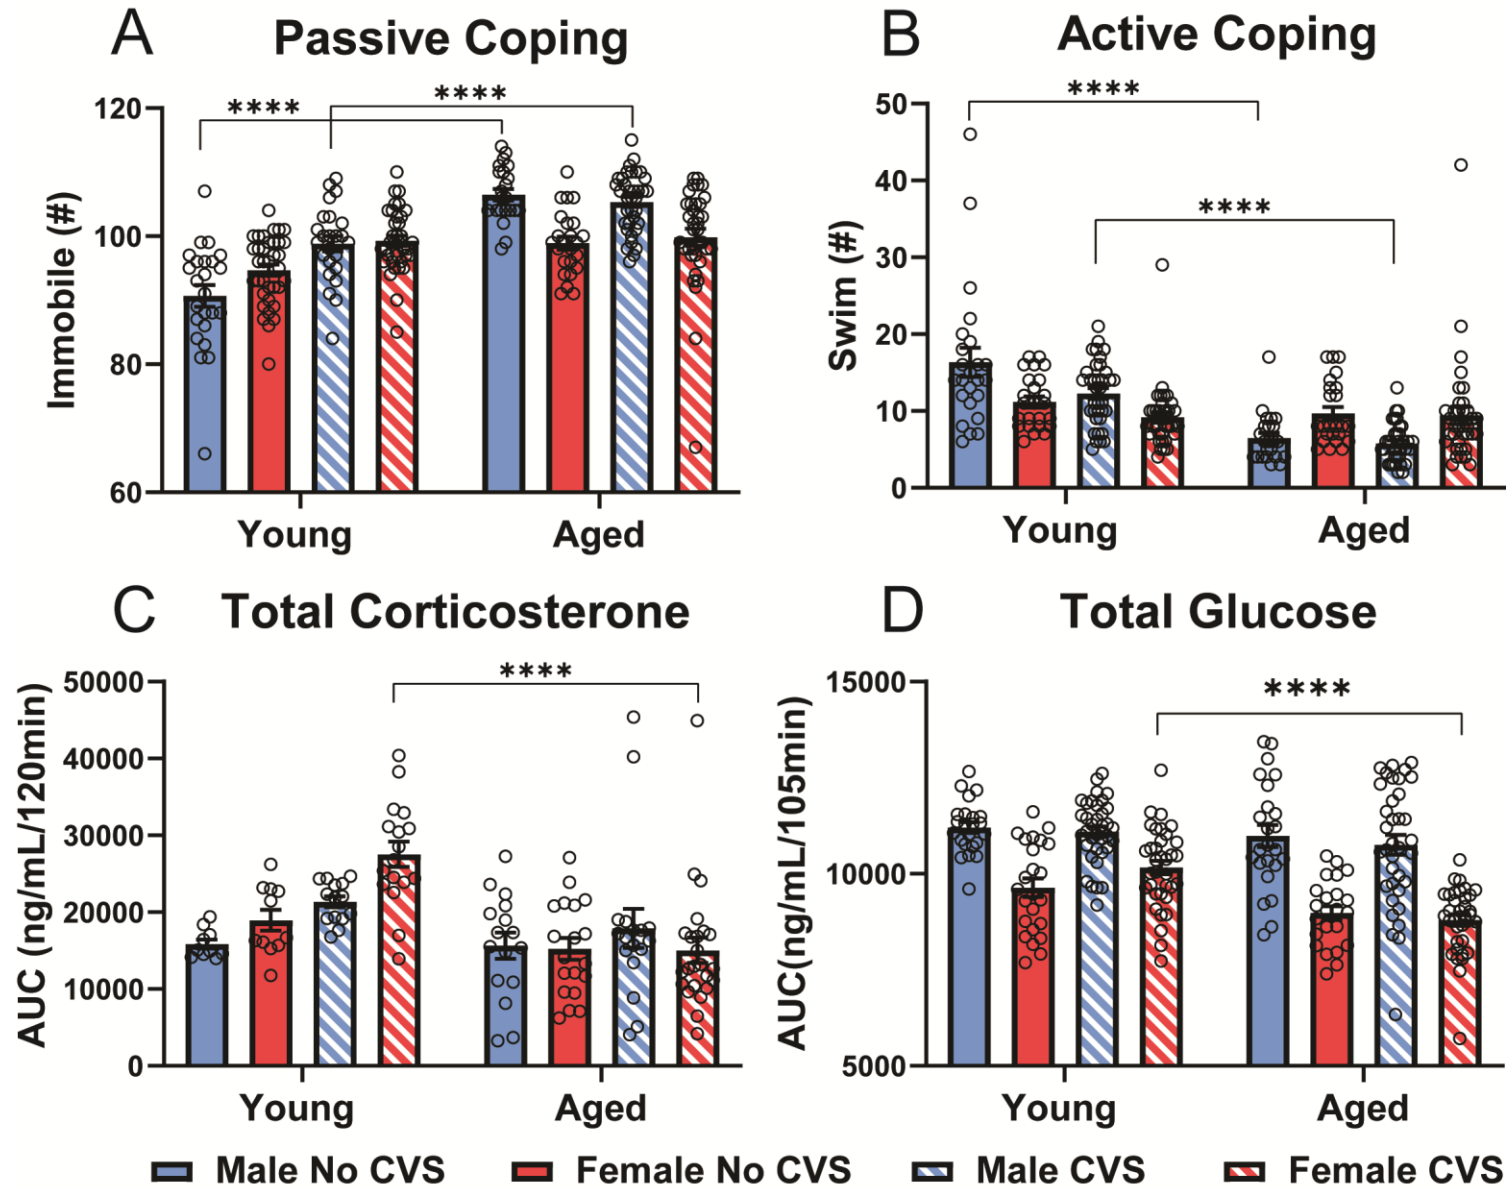 A Passive Coping
Immobile (#)
120
100
80
60
****
****
Young Aged
B Active Coping
Swim (#)
50
40
30
20
10
0
****
****
Young Aged
C Total Corticosterone
AUC (ng/mL/120min)
50000
40000
30000
20000
10000
0
****
Young Aged
D Total Glucose
AUC(ng/mL/105min)
15000
10000
5000
****
Young Aged
Male No CVS Female No CVS Male CVS Female CVS